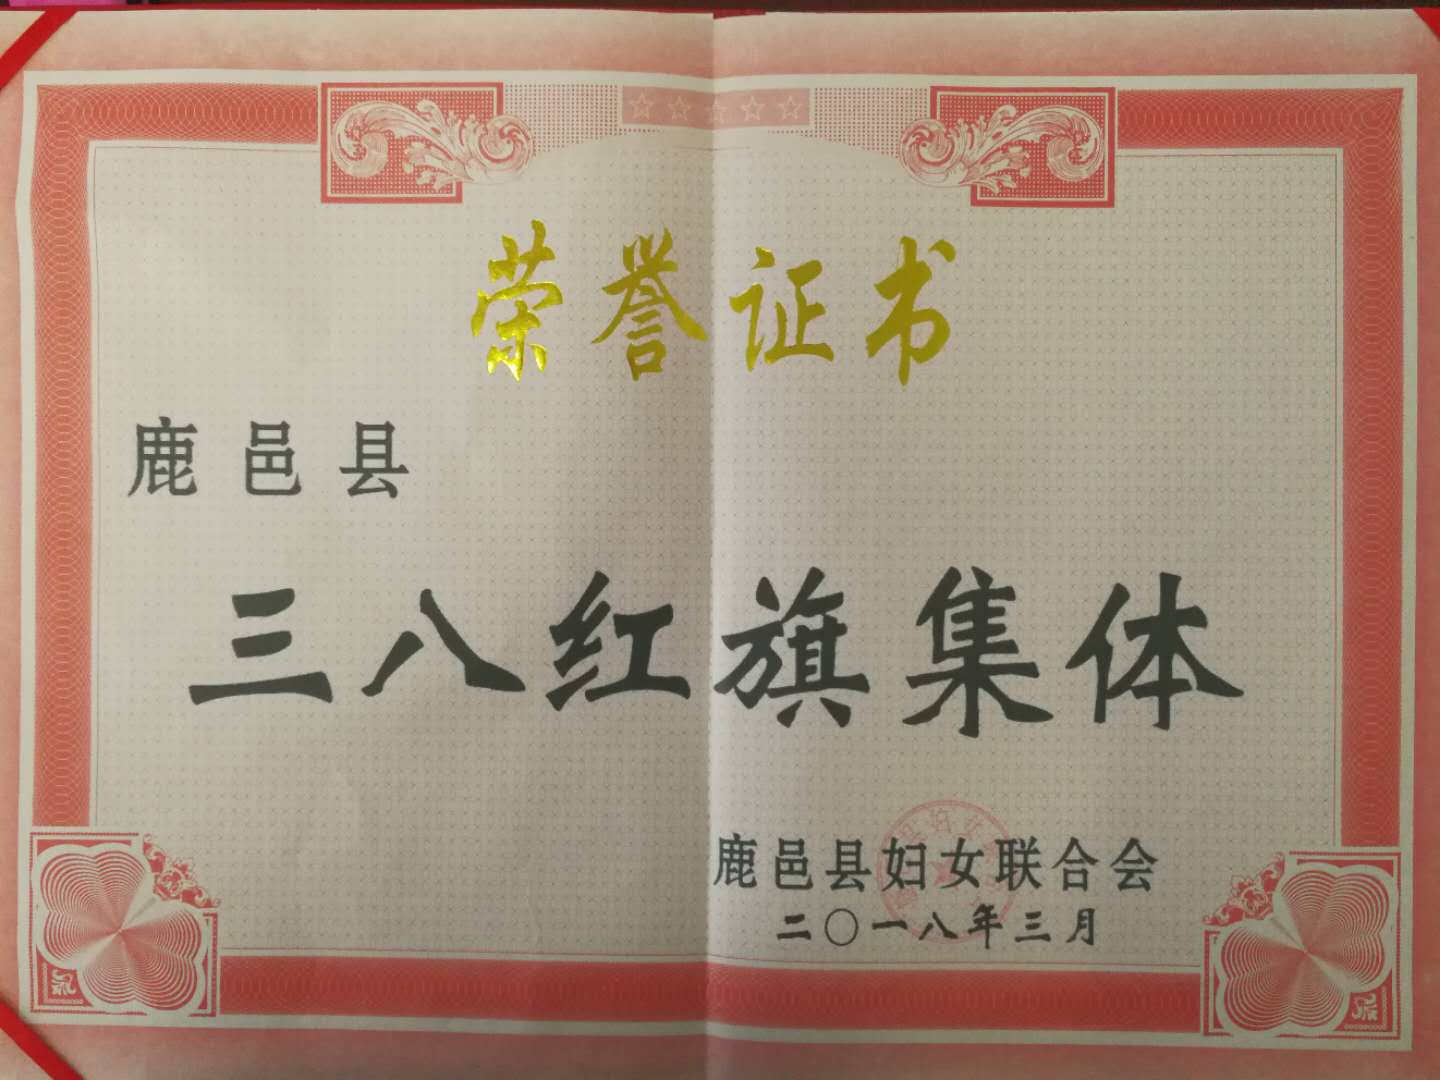 荣誉证书
鹿邑县
三八红旗集体
鹿邑县妇女联合会
二〇一八年三月